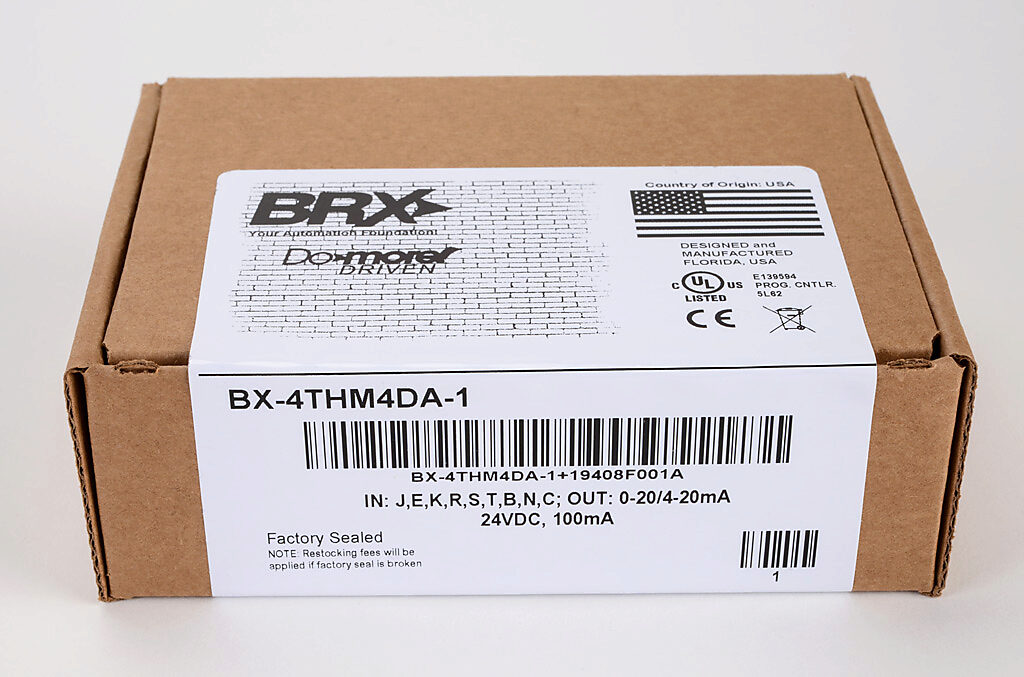 BRX
Your Automation Foundation!
Do-more!
DRIVEN
Country of Origin: USA
DESIGNED and
MANUFACTURED
FLORIDA, USA
C UL US
LISTED
E139594
PROG. CNTLR.
5L62
CE
BX-4THM4DA-1
BX-4THM4DA-1+19408F001A
IN: J,E,K,R,S,T,B,N,C; OUT: 0-20/4-20mA
24VDC, 100mA
Factory Sealed
NOTE: Restocking fees will be
applied if factory seal is broken
1